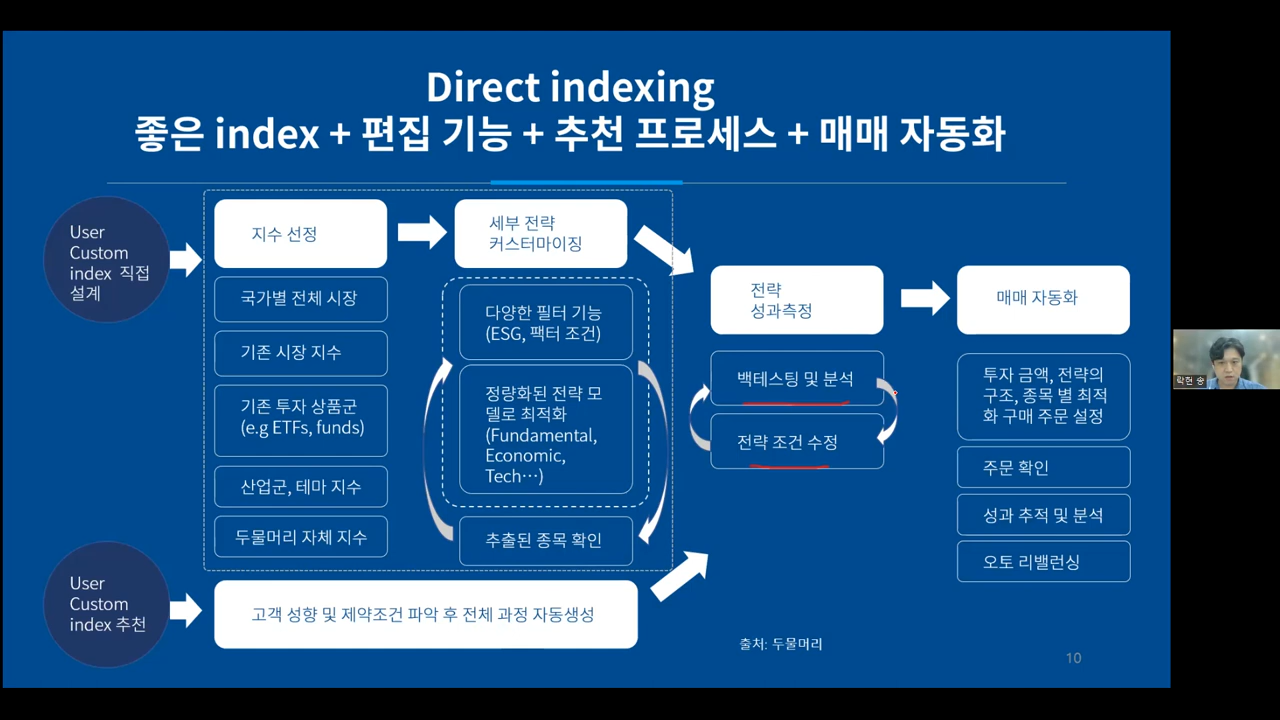 Direct indexing
좋은 index + 편집 기능 + 추천 프로세스 + 매매 자동화
User
Custom
index 직접
설계
지수 선정
국가별 전체 시장
기존 시장 지수
기존 투자 상품군
(e.g ETFs, funds)
산업군, 테마 지수
두물머리 자체 지수
세부 전략
커스터마이징
다양한 필터 기능
(ESG, 팩터 조건)
정량화된 전략 모
델로 최적화
(Fundamental,
Economic,
Tech…)
추출된 종목 확인
전략
성과측정
백테스팅 및 분석
전략 조건 수정
매매 자동화
투자 금액, 전략의
구조, 종목 별 최적
화 구매 주문 설정
주문 확인
성과 추적 및 분석
오토 리밸런싱
User
Custom
index 추천
고객 성향 및 제약조건 파악 후 전체 과정 자동생성
출처: 두물머리
10
락현 송